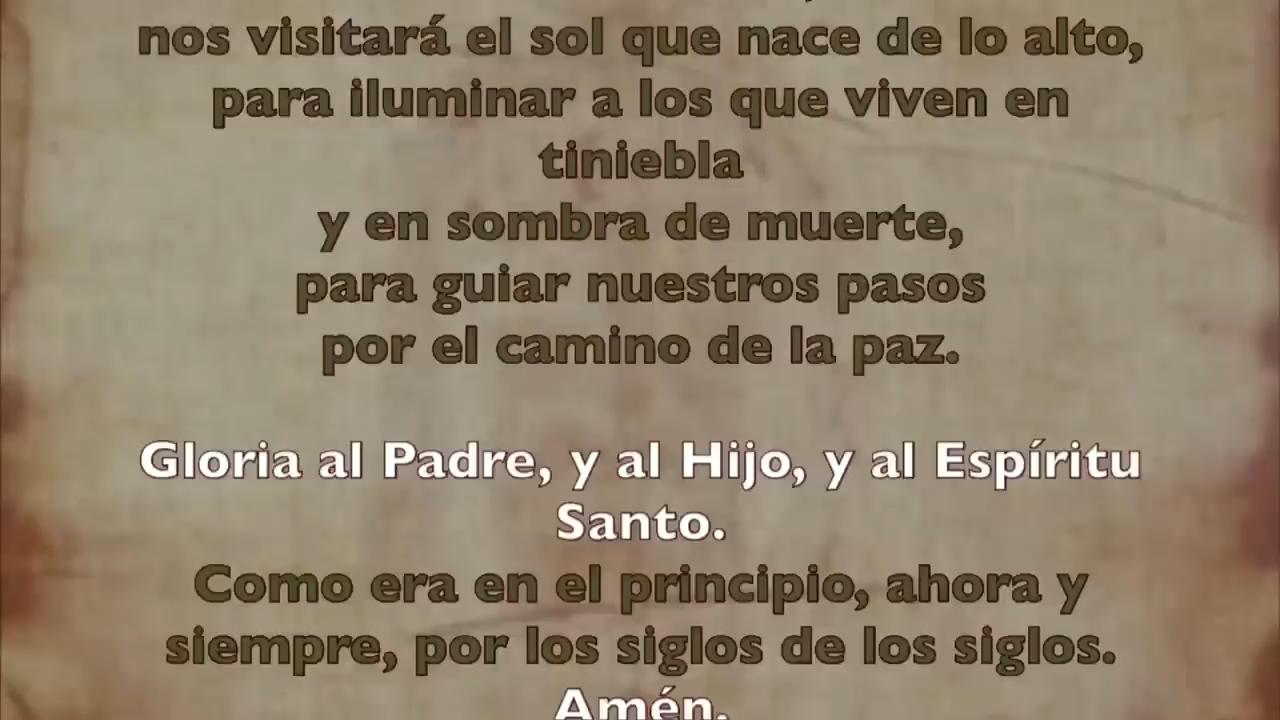 nos visitará el sol que nace de lo alto,
para iluminar a los que viven en
tiniebla
y en sombra de muerte,
para guiar nuestros pasos
por el camino de la paz.
Gloria al Padre, y al Hijo, y al Espíritu
Santo.
Como era en el principio, ahora y
siempre, por los siglos de los siglos.
Amén.